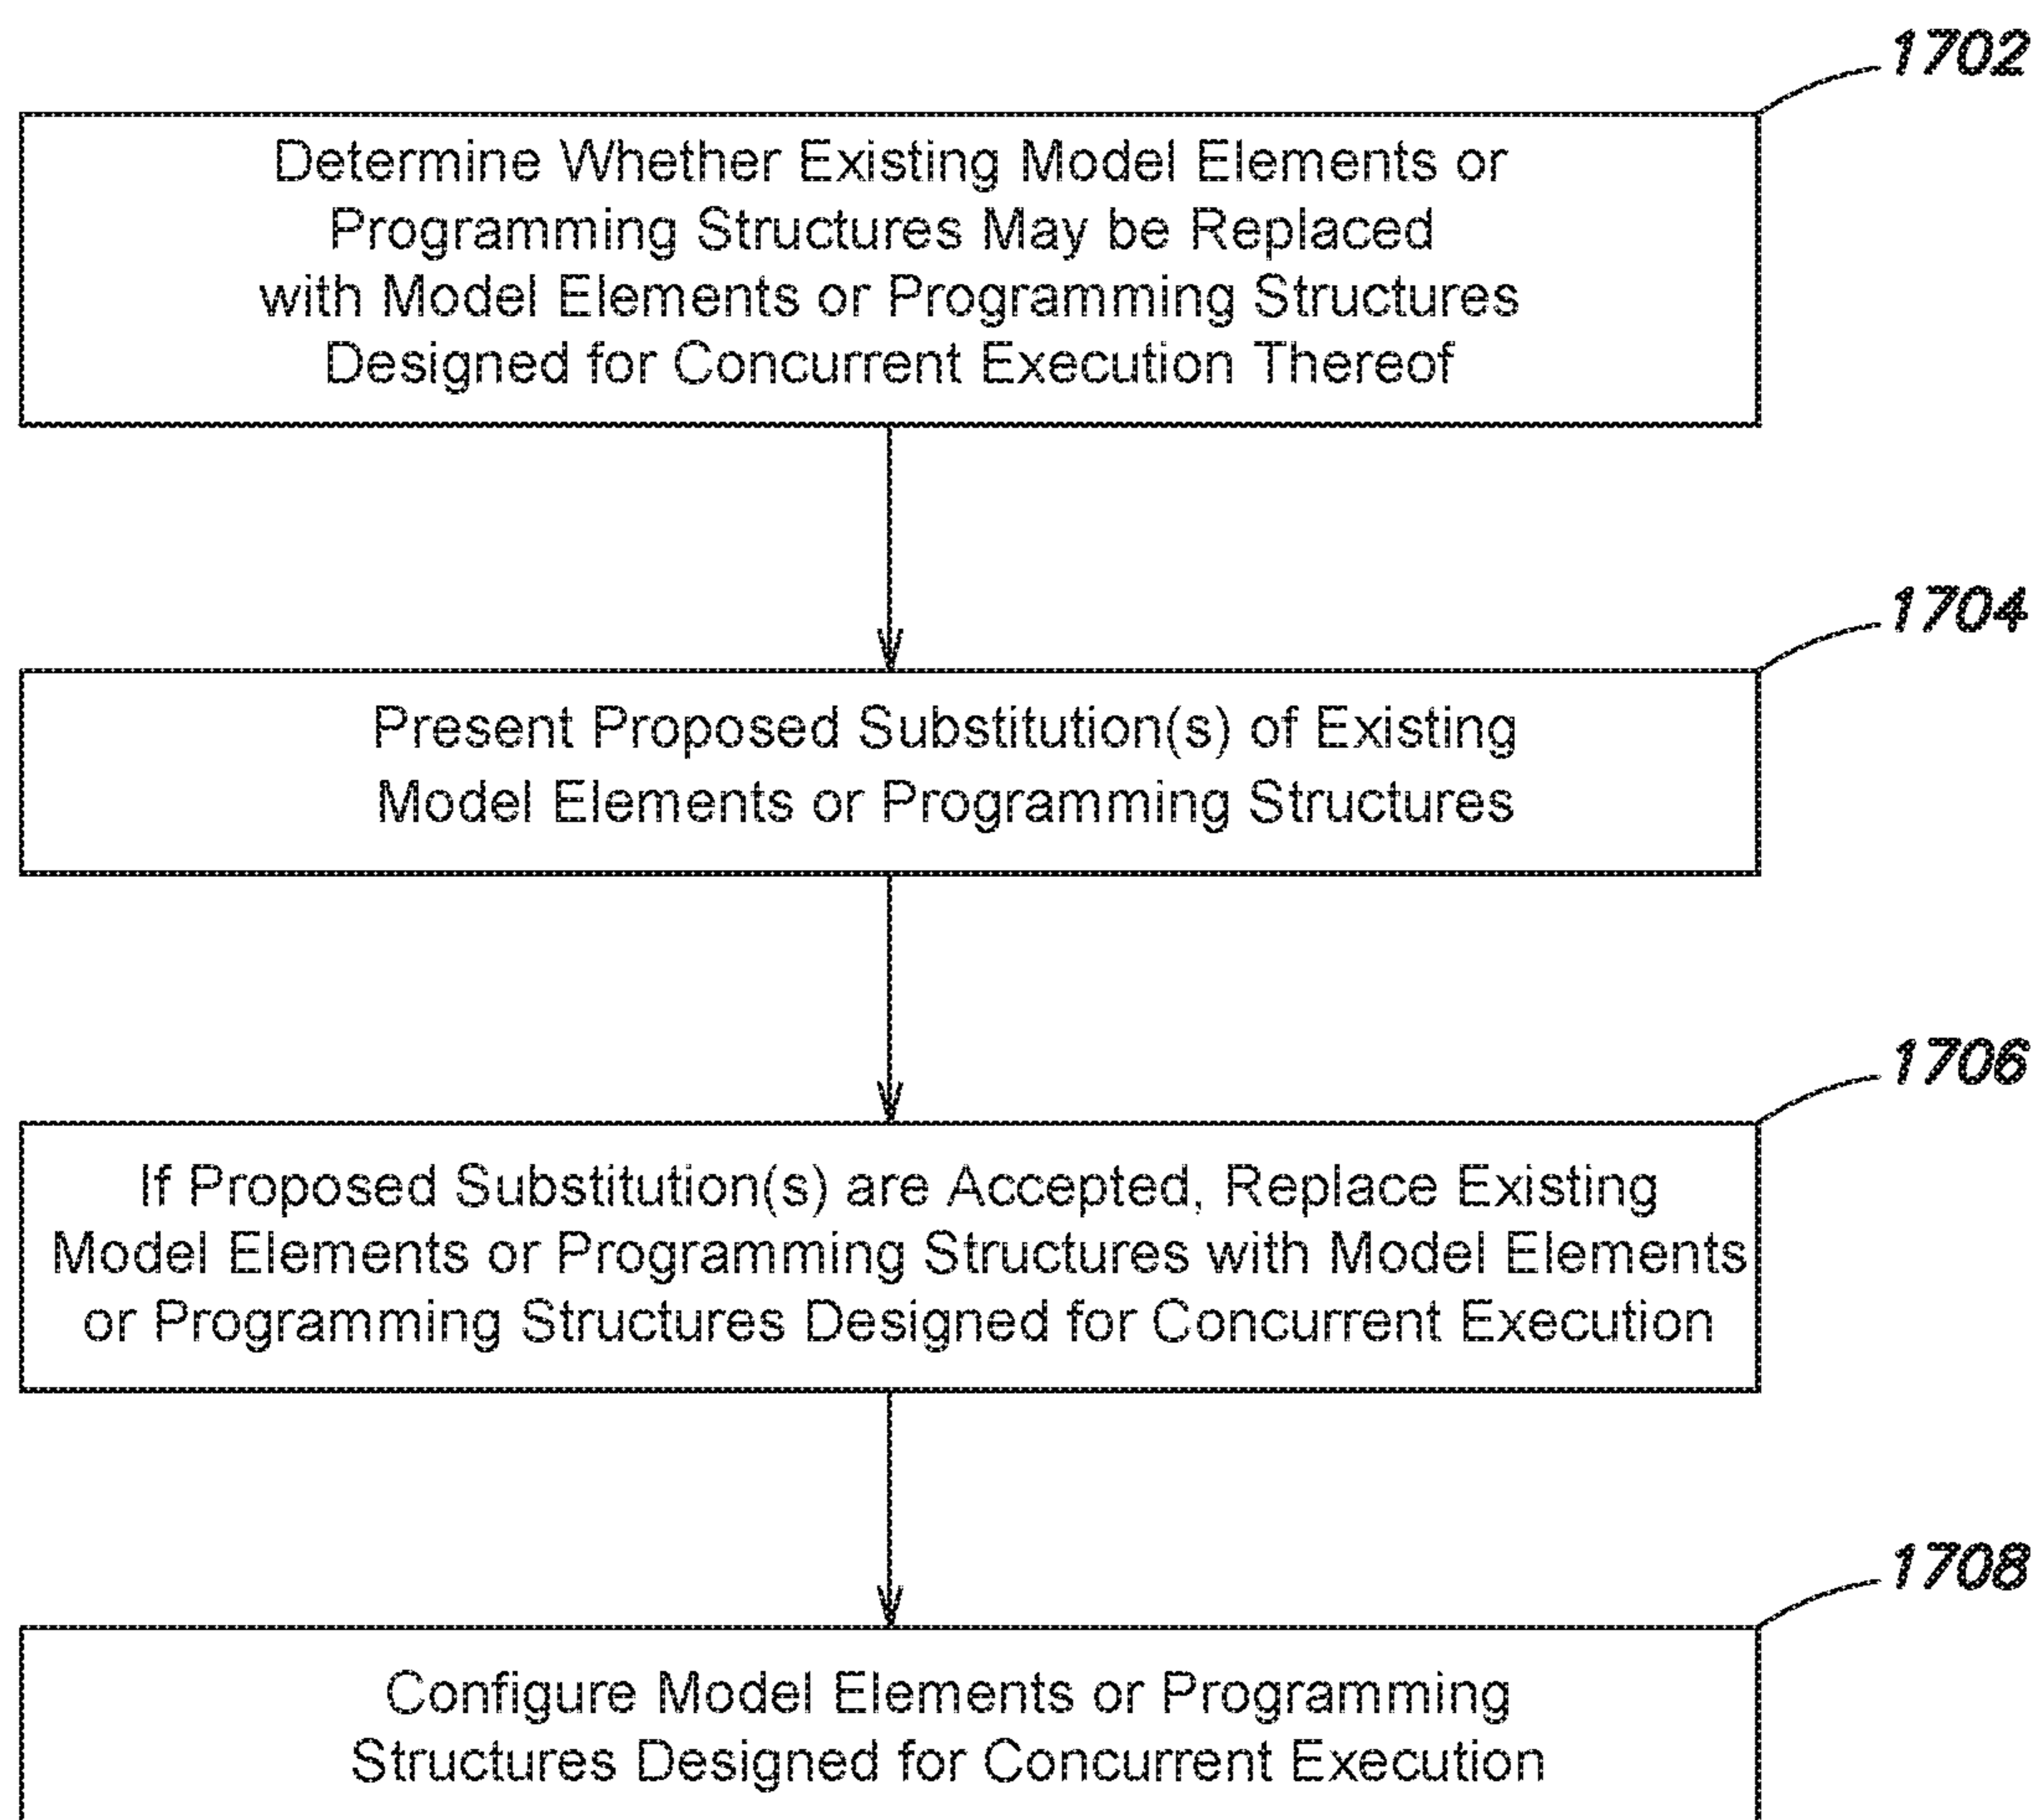 1702
Determine Whether Existing Model Elements or
Programming Structures May be Replaced
with Model Elements or Programming Structures
Designed for Concurrent Execution Thereof
1704
Present Proposed Substitution(s) of Existing
Model Elements or Programming Structures
1706
If Proposed Substitution(s) are Accepted, Replace Existing
Model Elements or Programming Structures with Model Elements
or Programming Structures Designed for Concurrent Execution
1708
Configure Model Elements or Programming
Structures Designed for Concurrent Execution